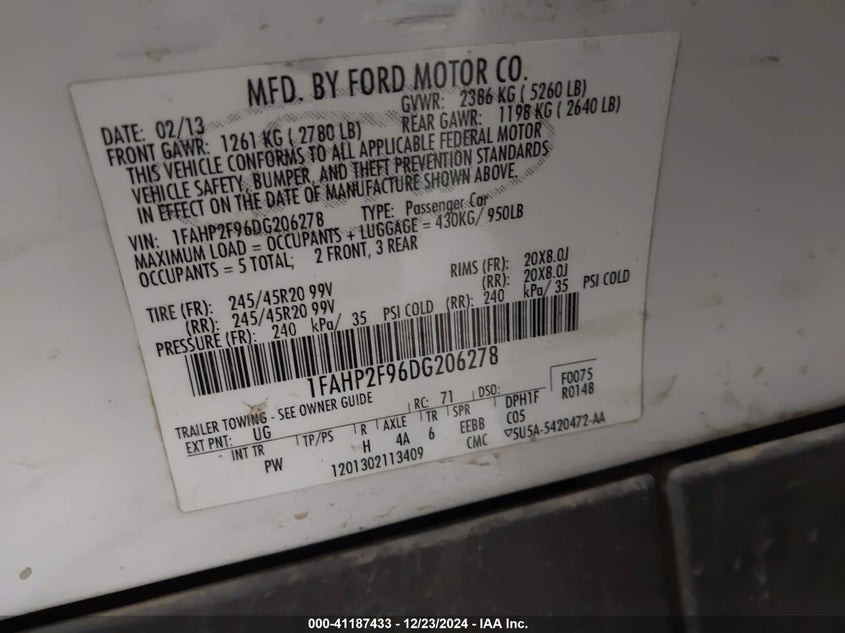 MFD. BY FORD MOTOR CO.
DATE: 02/13 GVWR: 2386 KG ( 5260 LB)
FRONT GAWR: 1261 KG ( 2780 LB) REAR GAWR: 1198 KG ( 2640 LB)
THIS VEHICLE CONFORMS TO ALL APPLICABLE FEDERAL MOTOR
VEHICLE SAFETY, BUMPER, AND THEFT PREVENTION STANDARDS
IN EFFECT ON THE DATE OF MANUFACTURE SHOWN ABOVE.
VIN: 1FAHP2F96DG206278 TYPE: Passenger Car
MAXIMUM LOAD = OCCUPANTS + LUGGAGE = 430KG/ 950LB
OCCUPANTS = 5 TOTAL; 2 FRONT, 3 REAR
TIRE (FR): 245/45R20 99V RIMS (FR): 20X8.0J
(RR): 245/45R20 99V (RR): 20X8.0J
PRESSURE (FR): 240 kPa/ 35 PSI COLD (RR): 240 kPa/ 35 PSI COLD
1FAHP2F96DG206278
TRAILER TOWING - SEE OWNER GUIDE
EXT PNT: UG RC: 71 DSO: F0075
INT TR TP/PS R AXLE TR SPR DPH1F R0148
PW H 4A 6 EEBB C05
1201302113409 CMC 5U5A-5420472-AA
000-41187433 - 12/23/2024 - IAA Inc.